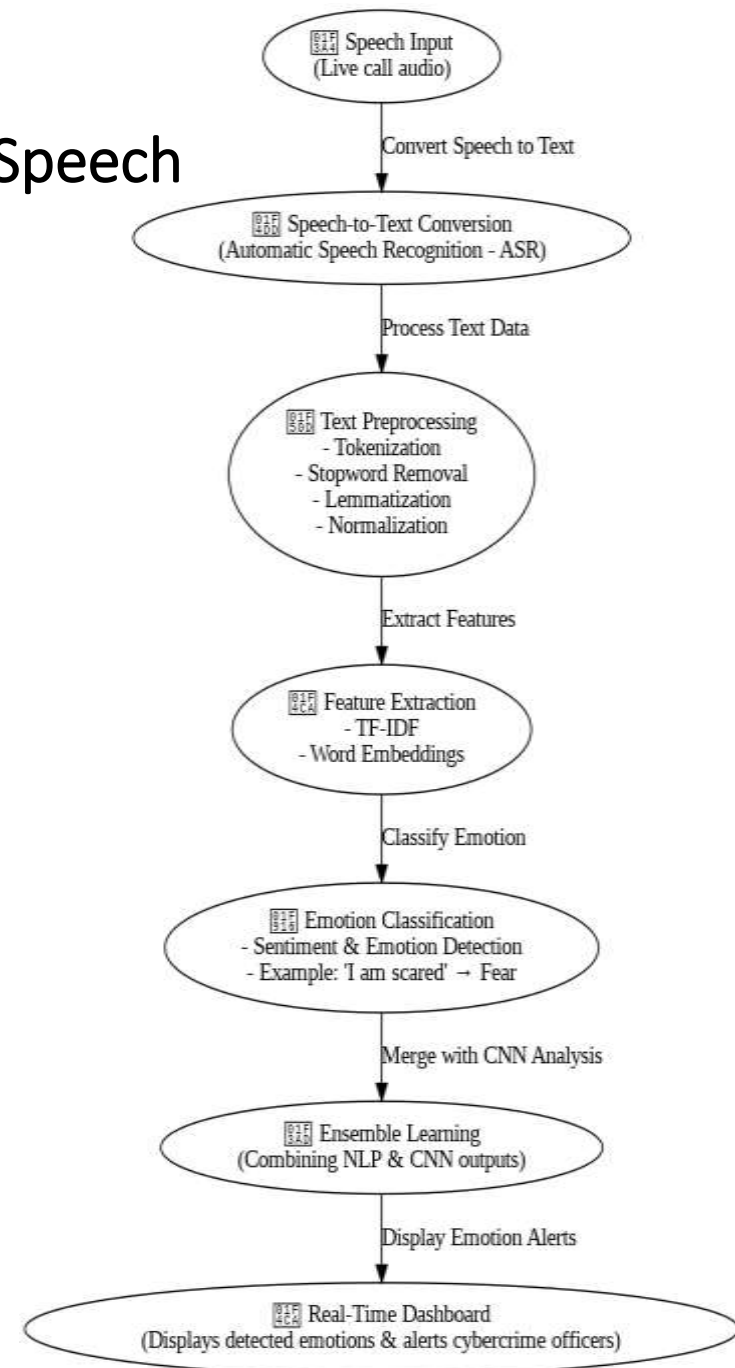 Speech Input
(Live call audio)
Convert Speech to Text
Speech
Speech-to-Text Conversion
(Automatic Speech Recognition - ASR)
Process Text Data
Text Preprocessing
- Tokenization
- Stopword Removal
- Lemmatization
- Normalization
Extract Features
Feature Extraction
- TF-IDF
- Word Embeddings
Classify Emotion
Emotion Classification
- Sentiment & Emotion Detection
- Example: 'I am scared' → Fear
Merge with CNN Analysis
Ensemble Learning
(Combining NLP & CNN outputs)
Display Emotion Alerts
Real-Time Dashboard
(Displays detected emotions & alerts cybercrime officers)